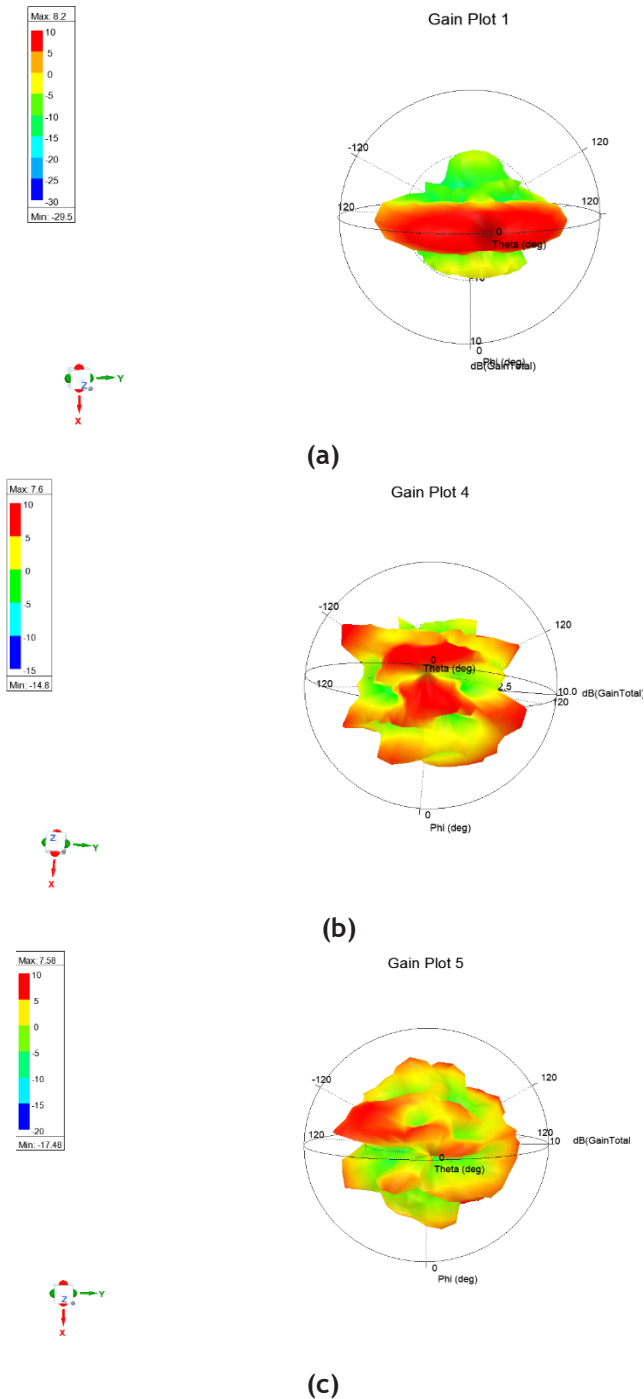 Max: 8.2
10
5
0
-5
-10
-15
-20
-25
-30
Min: -29.5
Gain Plot 1
-120
120
120
120
0
Theta (deg)
-10
10
0
Phi (deg)
dB(GainTotal)
Z
Y
X
(a)
Max: 7.6
10
5
0
-5
-10
-15
Min: -14.8
Gain Plot 4
-120
120
0
Theta (deg)
120
2.5
10.0
dB(GainTotal)
120
0
Phi (deg)
Z
Y
X
(b)
Max: 7.58
10
5
0
-5
-10
-15
-20
Min: -17.48
Gain Plot 5
-120
120
120
120
10
dB(GainTotal
0
Theta (deg)
0
Phi (deg)
Z
Y
X
(c)